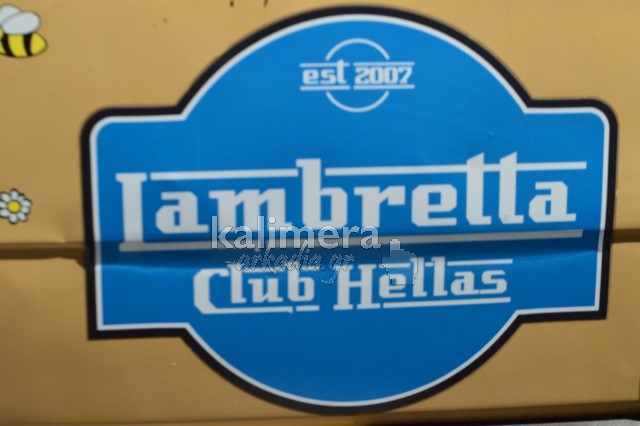 est 2007
Lambretta
kalimera
arkadia.gr
Club Hellas